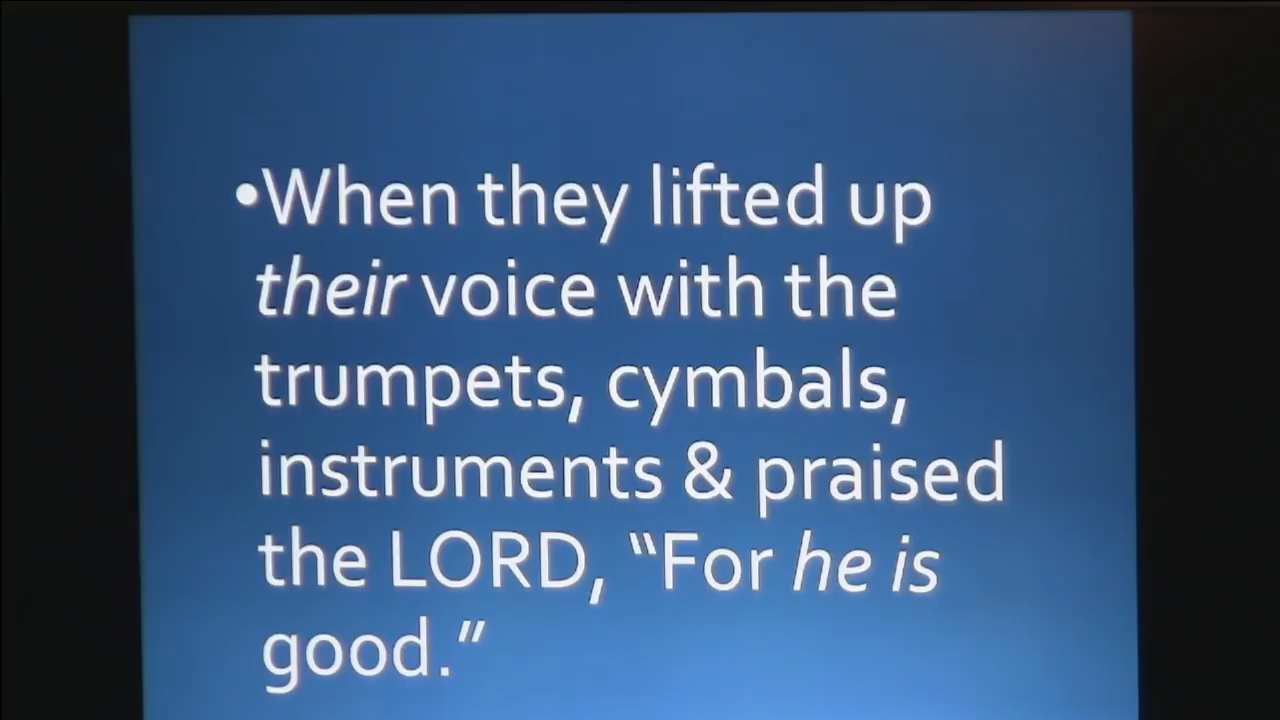 •When they lifted up
their voice with the
trumpets, cymbals,
instruments & praised
the LORD, “For he is
good.”